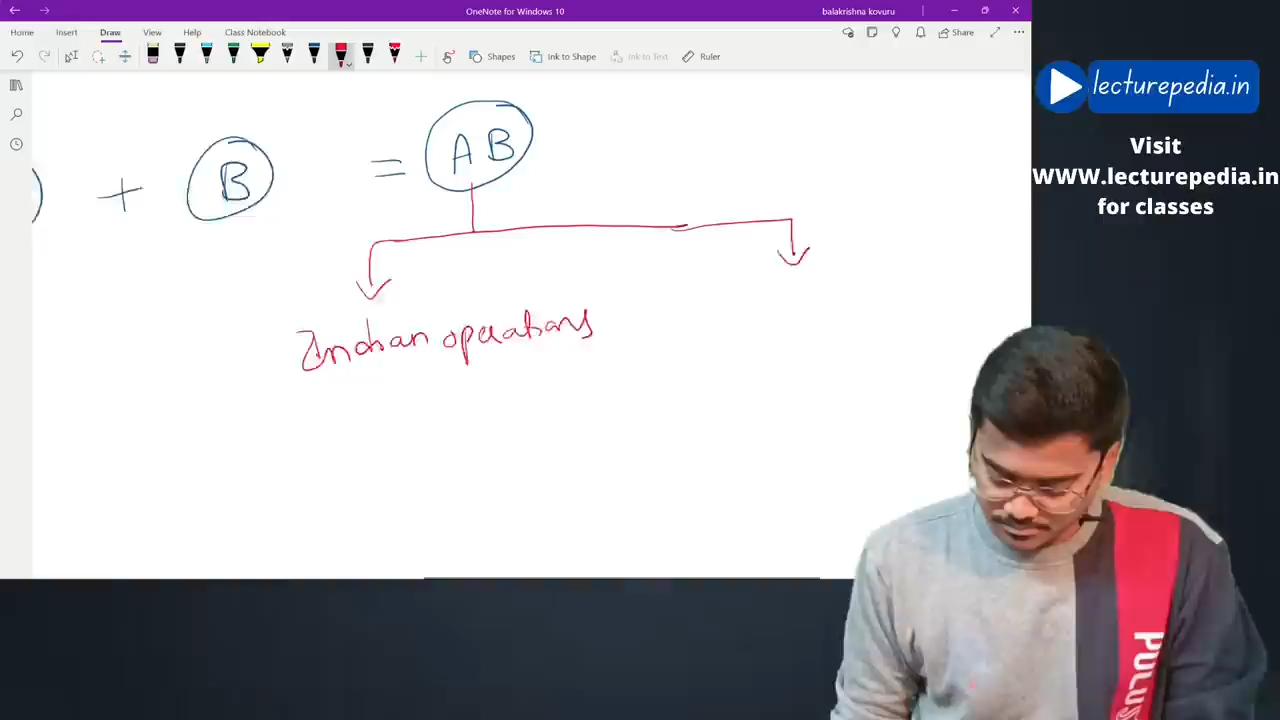 OneNote for Windows 10
balakrishna kovuru
Home Insert Draw View Help Class Notebook
Share
Shapes Ink to Shape Ink to Text Ruler
+ B = AB
Indian operations
lecturepedia.in
Visit
WWW.lecturepedia.in
for classes
POLU